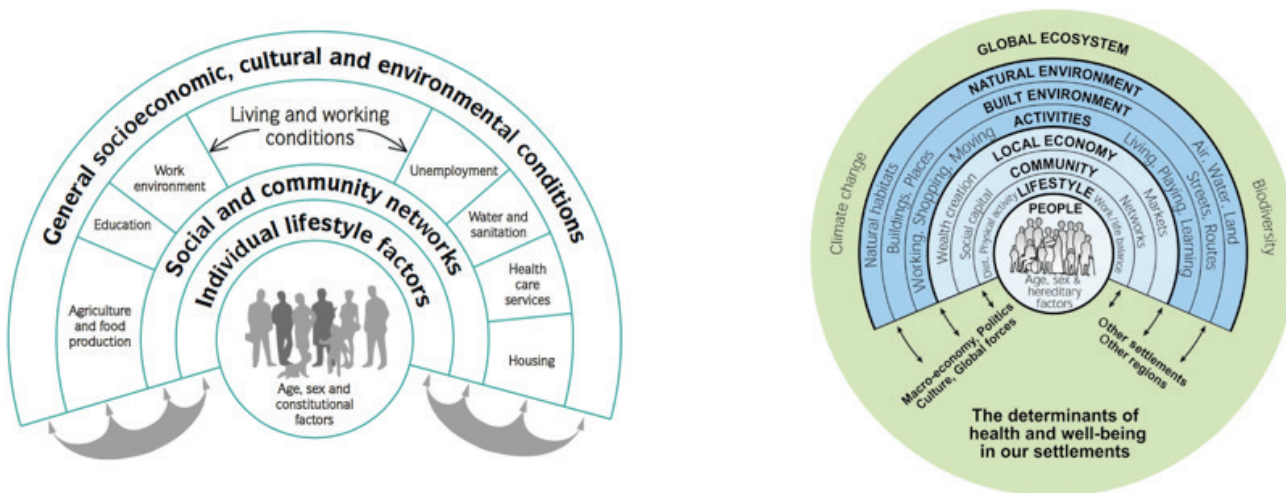 General socioeconomic, cultural and environmental conditions
Living and working
conditions
Work
environment
Unemployment
Education
Water and
sanitation
Agriculture
and food
production
Health
care
services
Housing
Social and community networks
Individual lifestyle factors
Age, sex and
constitutional
factors
GLOBAL ECOSYSTEM
NATURAL ENVIRONMENT
BUILT ENVIRONMENT
ACTIVITIES
LOCAL ECONOMY
COMMUNITY
LIFESTYLE
PEOPLE
Climate change
Natural habitats
Buildings, Places
Working, Shopping, Moving
Wealth creation
Social capital
Diet, Physical activity
Work/life balance
Networks
Markets
Living, Playing, Learning
Streets, Routes
Air, Water, Land
Biodiversity
Age, sex &
hereditary
factors
Macro-economy, Politics
Culture, Global forces
Other settlements
Other regions
The determinants of
health and well-being
in our settlements